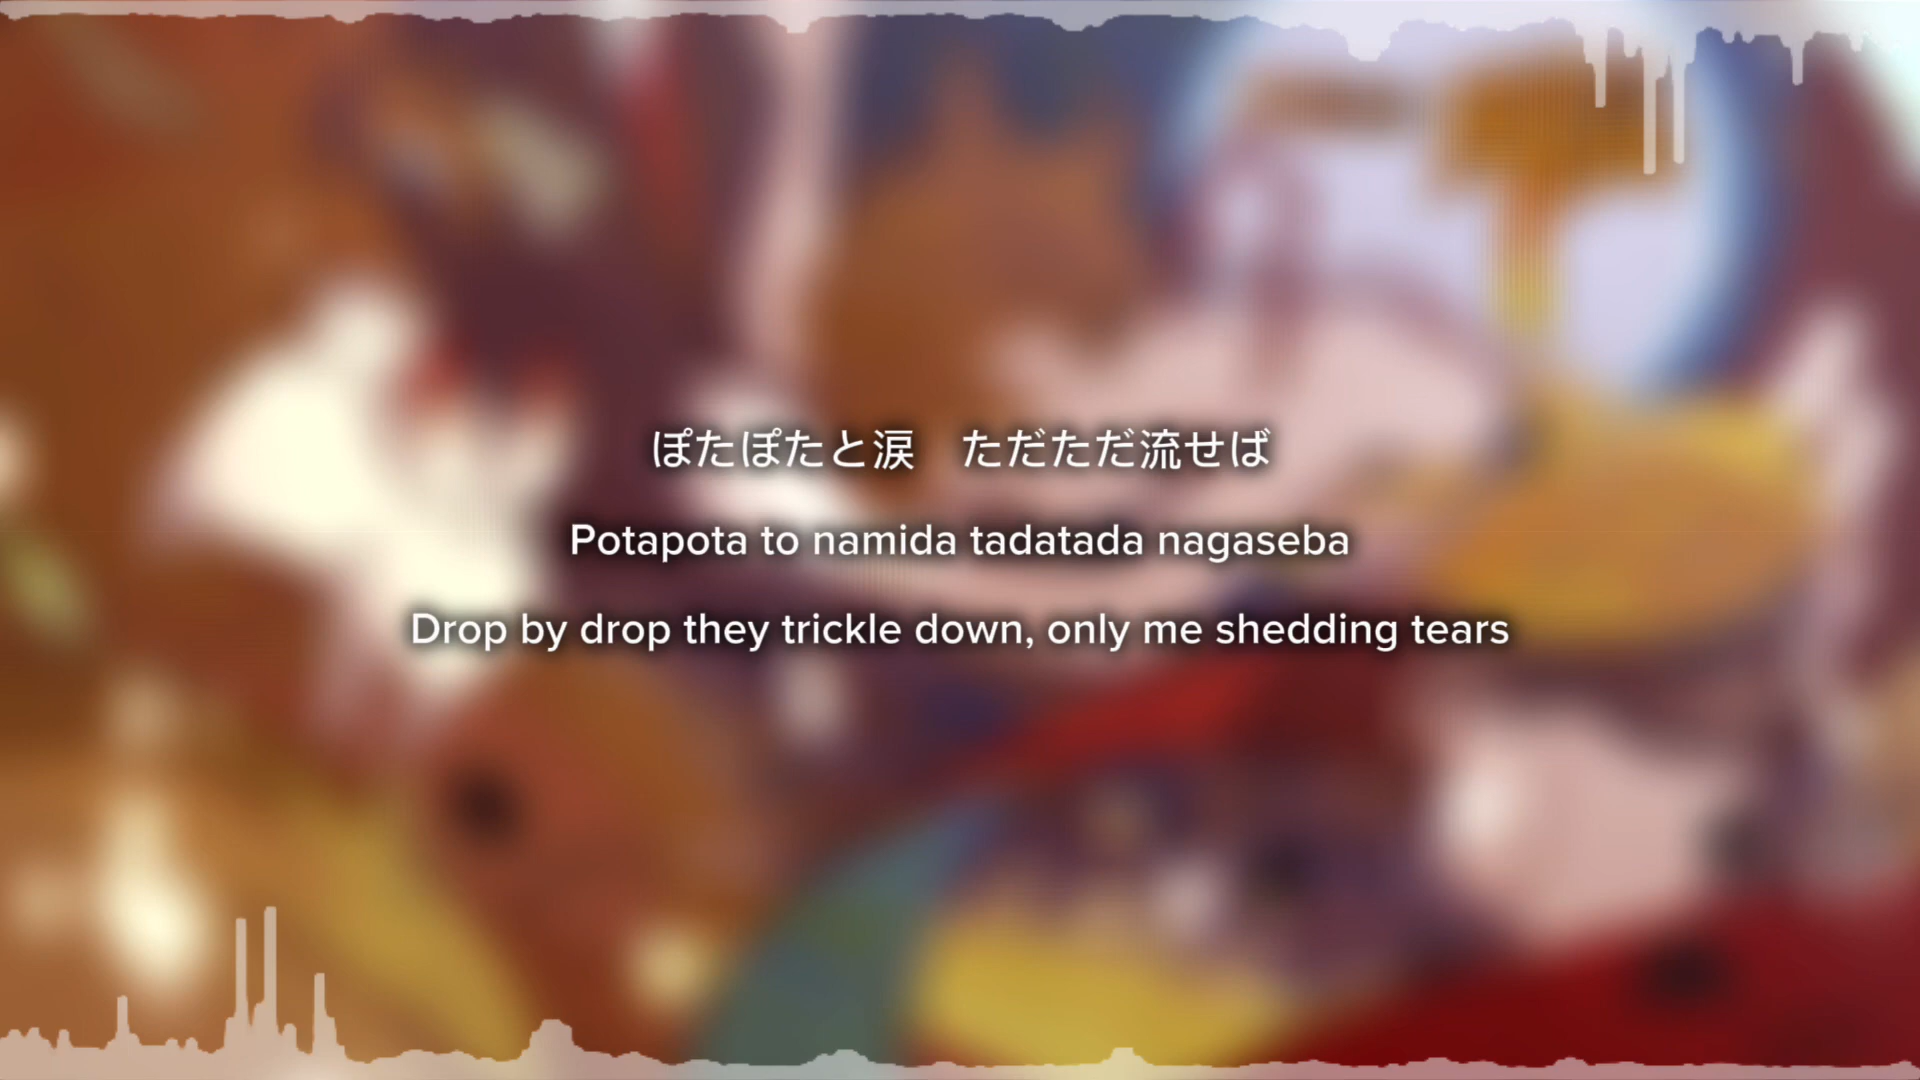 ぽたぽたと涙　ただただ流せば
Potapota to namida tadatada nagaseba
Drop by drop they trickle down, only me shedding tears